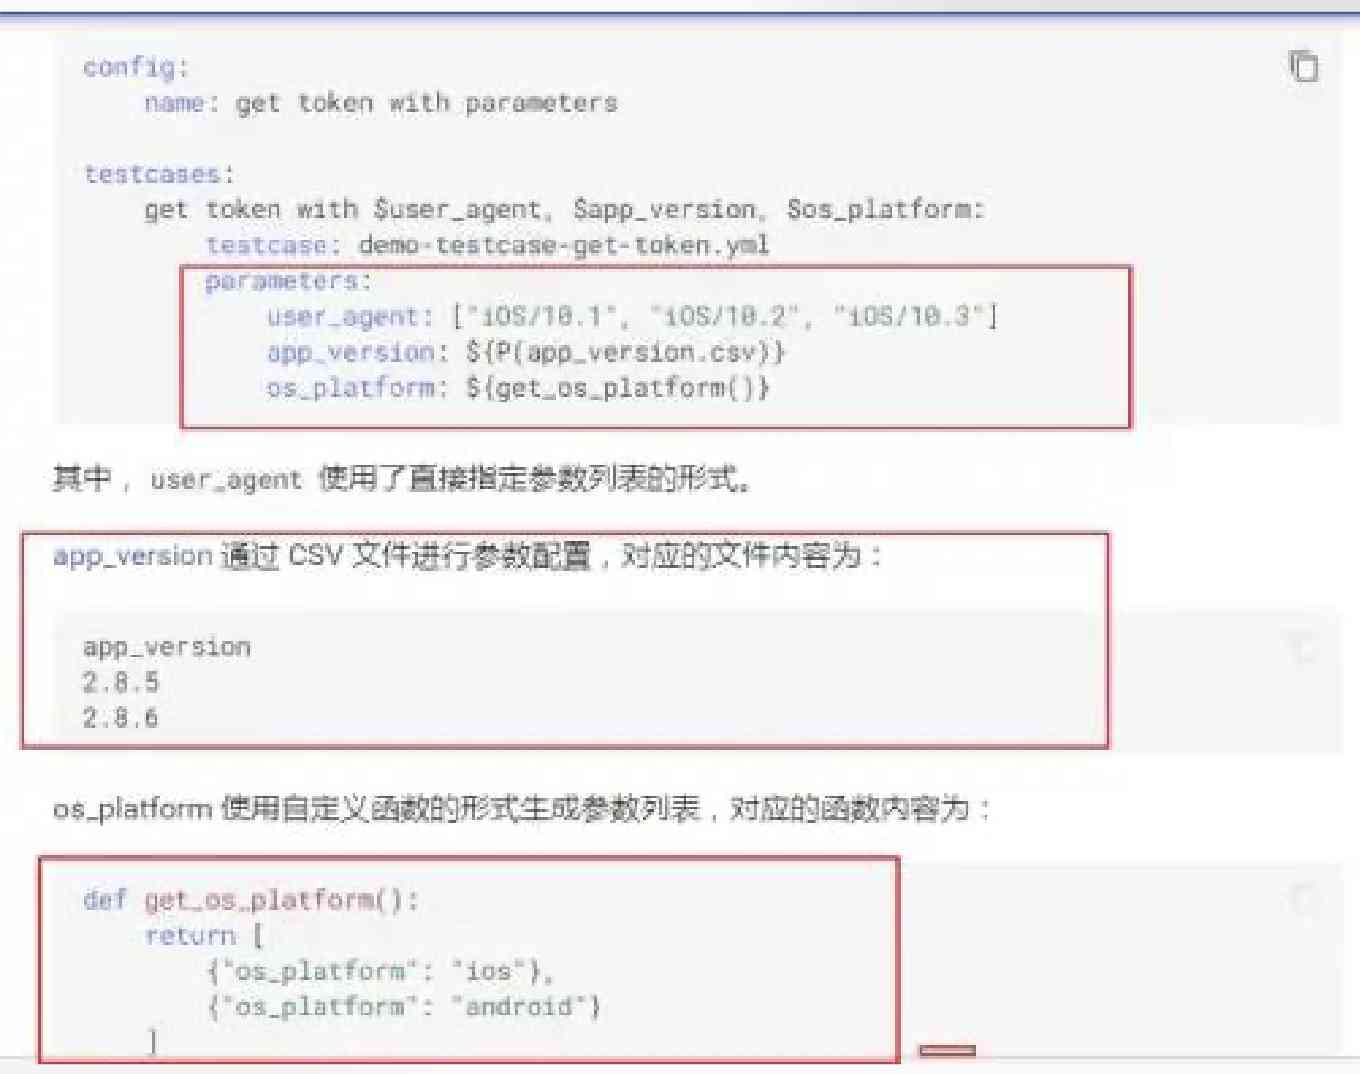 config:
    name: get token with parameters
testcases:
    get token with $user_agent, $app_version, $os_platform:
        testcase: demo-testcase-get-token.yml
        parameters:
            user_agent: ["iOS/10.1", "iOS/10.2", "iOS/10.3"]
            app_version: ${P(app_version.csv)}
            os_platform: ${get_os_platform()}
其中，user_agent 使用了直接指定参数列表的形式。
app_version 通过 CSV 文件进行参数配置，对应的文件内容为：
app_version
2.8.5
2.8.6
os_platform 使用自定义函数的形式生成参数列表，对应的函数内容为：
def get_os_platform():
    return [
        {"os_platform": "ios"},
        {"os_platform": "android"}
    ]